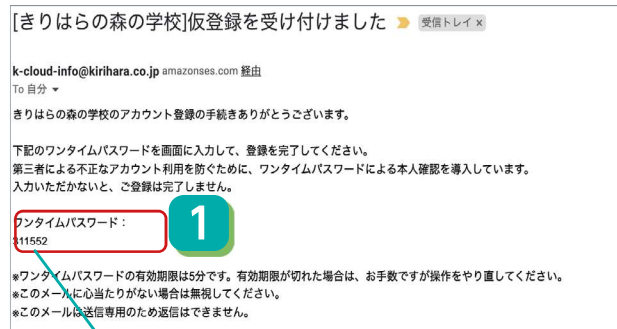 [きりはらの森の学校]仮登録を受け付けました 受信トレイ ×
k-cloud-info@kirihara.co.jp amazonses.com 経由
To 自分
きりはらの森の学校のアカウント登録の手続きありがとうございます。
下記のワンタイムパスワードを画面に入力して、登録を完了してください。
第三者による不正なアカウント利用を防ぐために、ワンタイムパスワードによる本人確認を導入しています。
入力いただかないと、ご登録は完了しません。
ワンタイムパスワード：
311552
1
※ワンタイムパスワードの有効期限は5分です。有効期限が切れた場合は、お手数ですが操作をやり直してください。
※このメールに心当たりがない場合は無視してください。
※このメールは送信専用のため返信はできません。